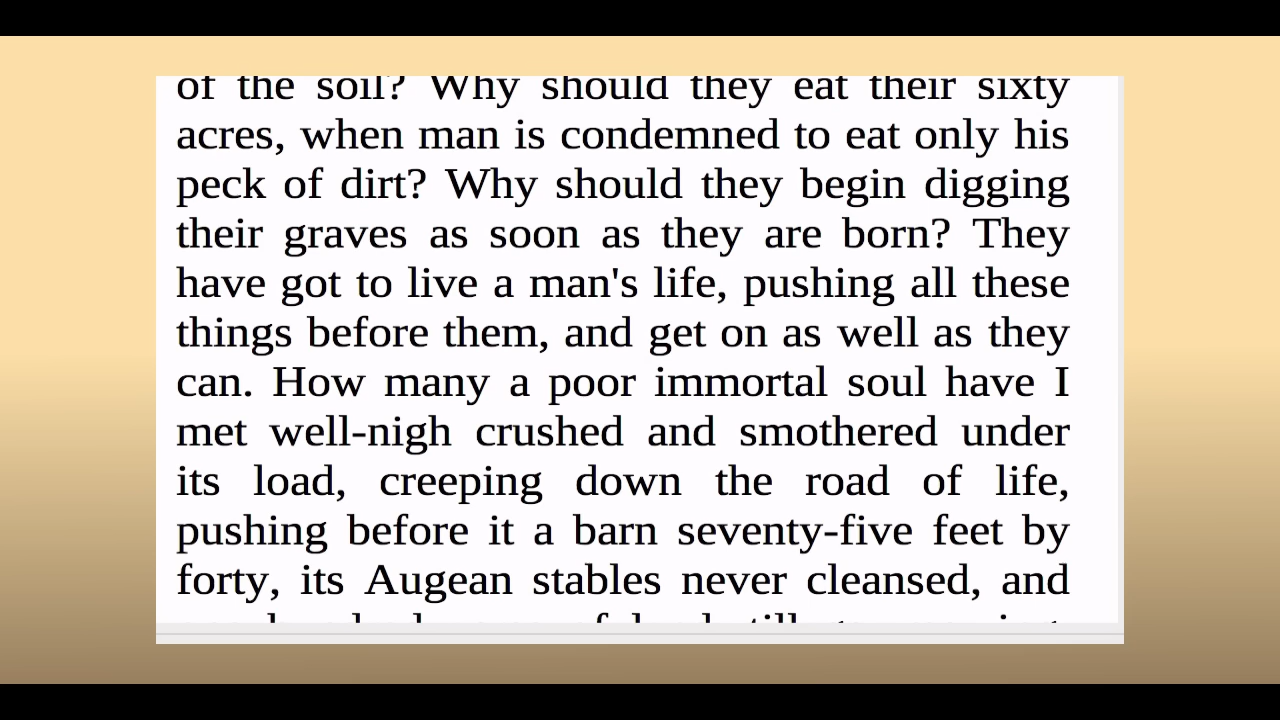 of the soil? Why should they eat their sixty
acres, when man is condemned to eat only his
peck of dirt? Why should they begin digging
their graves as soon as they are born? They
have got to live a man's life, pushing all these
things before them, and get on as well as they
can. How many a poor immortal soul have I
met well-nigh crushed and smothered under
its load, creeping down the road of life,
pushing before it a barn seventy-five feet by
forty, its Augean stables never cleansed, and